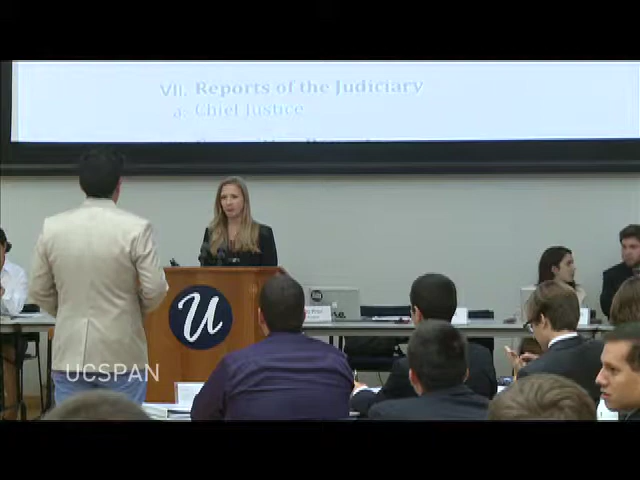 VII. Reports of the Judiciary
a. Chief Justice
U
UCSPAN